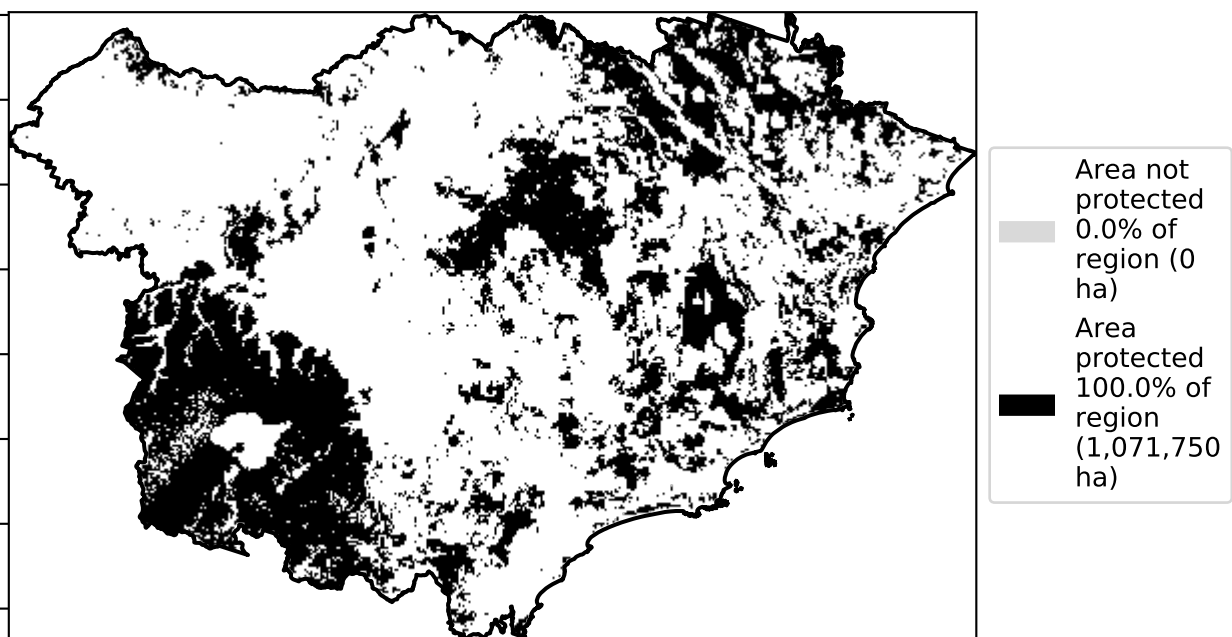 Area not
protected
0.0% of
region (0
ha)
Area
protected
100.0% of
region
(1,071,750
ha)